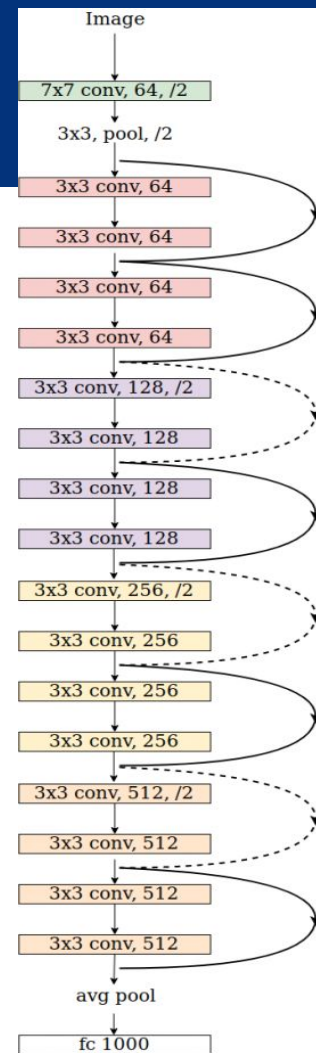 Image
7x7 conv, 64, /2
3x3, pool, /2
3x3 conv, 64
3x3 conv, 64
3x3 conv, 64
3x3 conv, 64
3x3 conv, 128, /2
3x3 conv, 128
3x3 conv, 128
3x3 conv, 128
3x3 conv, 256, /2
3x3 conv, 256
3x3 conv, 256
3x3 conv, 256
3x3 conv, 512, /2
3x3 conv, 512
3x3 conv, 512
3x3 conv, 512
avg pool
fc 1000